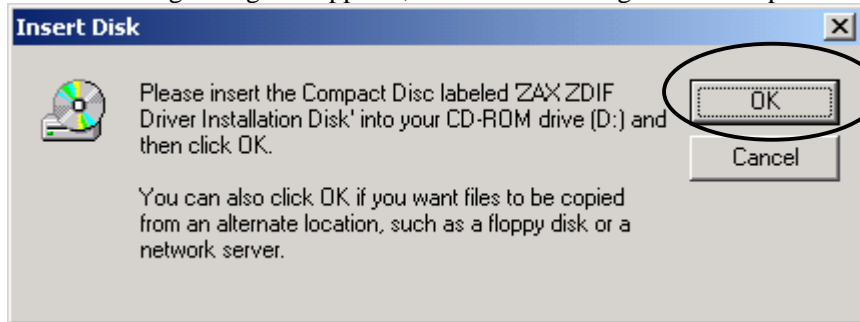 Insert Disk
Please insert the Compact Disc labeled 'ZAX ZDIF
Driver Installation Disk' into your CD-ROM drive (D:) and
then click OK.
You can also click OK if you want files to be copied
from an alternate location, such as a floppy disk or a
network server.
OK
Cancel